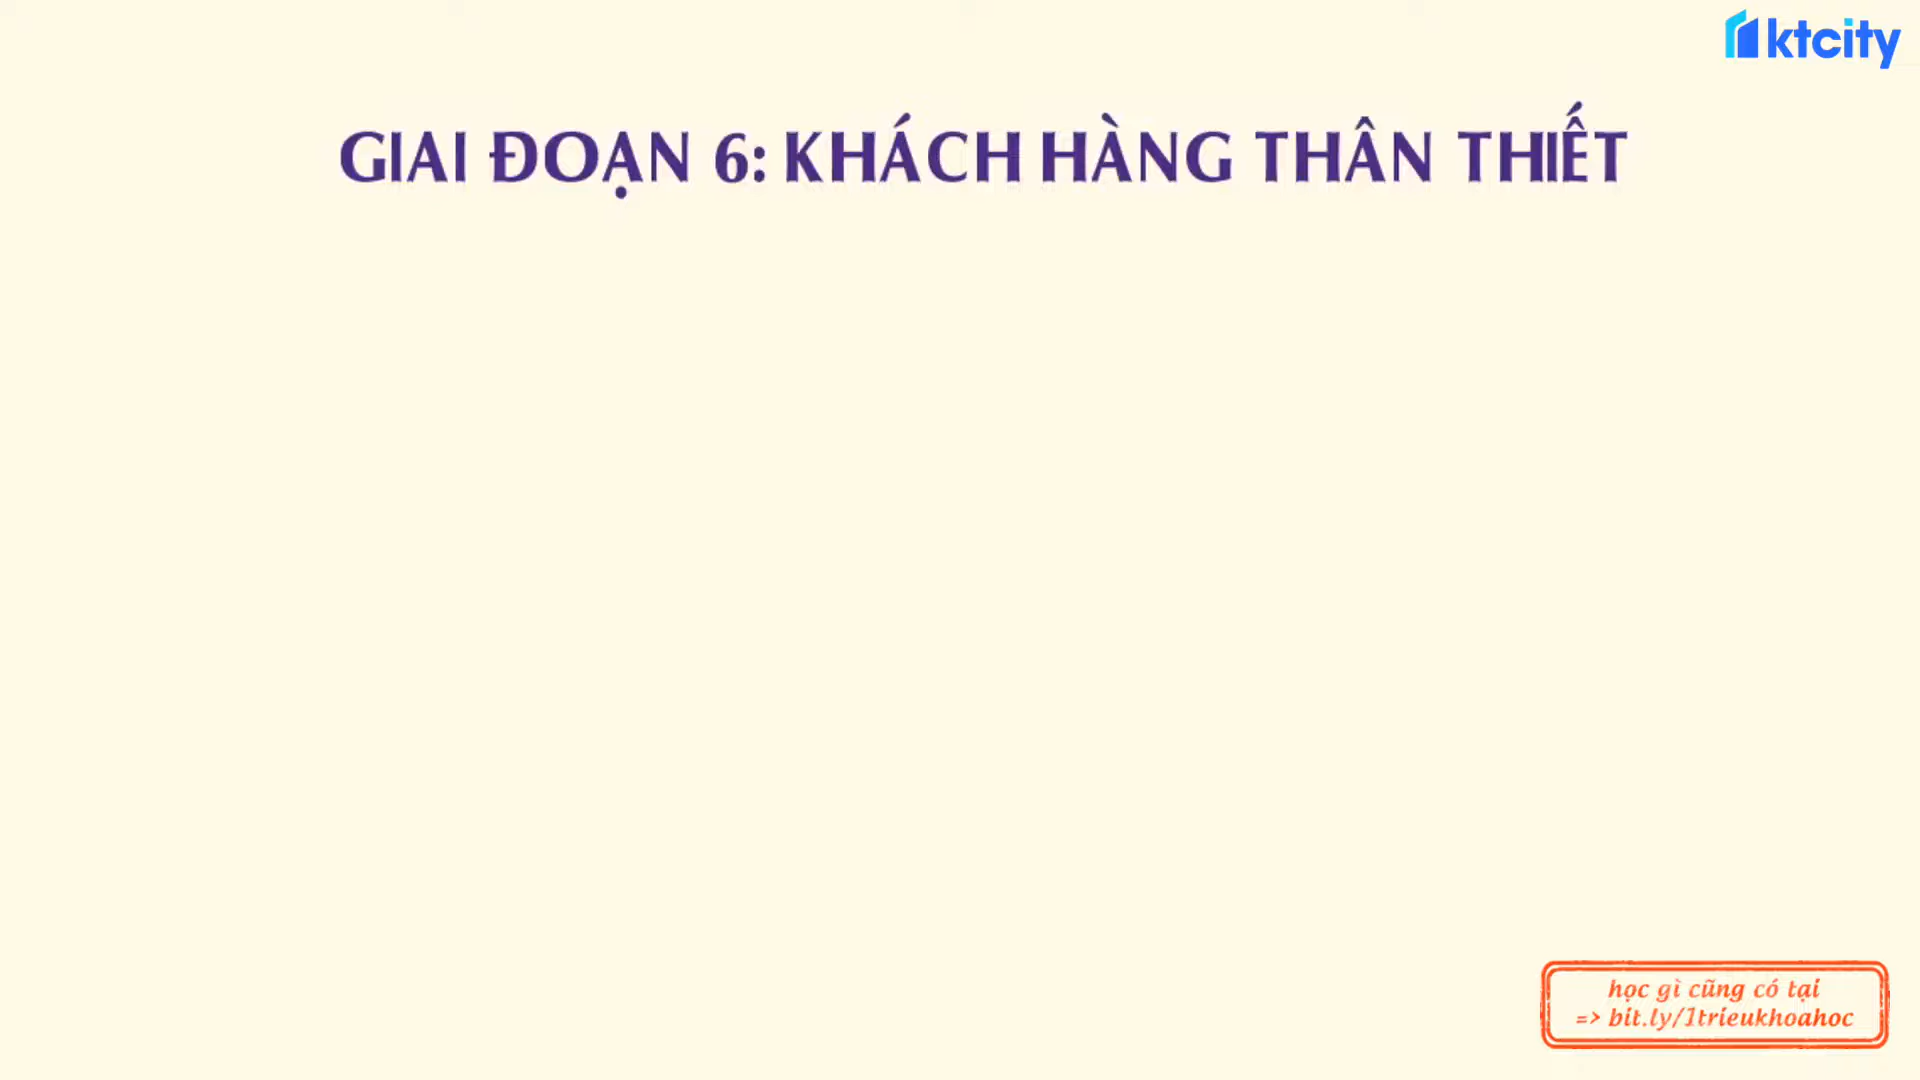 ktcity
GIAI ĐOẠN 6: KHÁCH HÀNG THÂN THIẾT
học gì cũng có tại
=> bit.ly/1trieukhoahoc